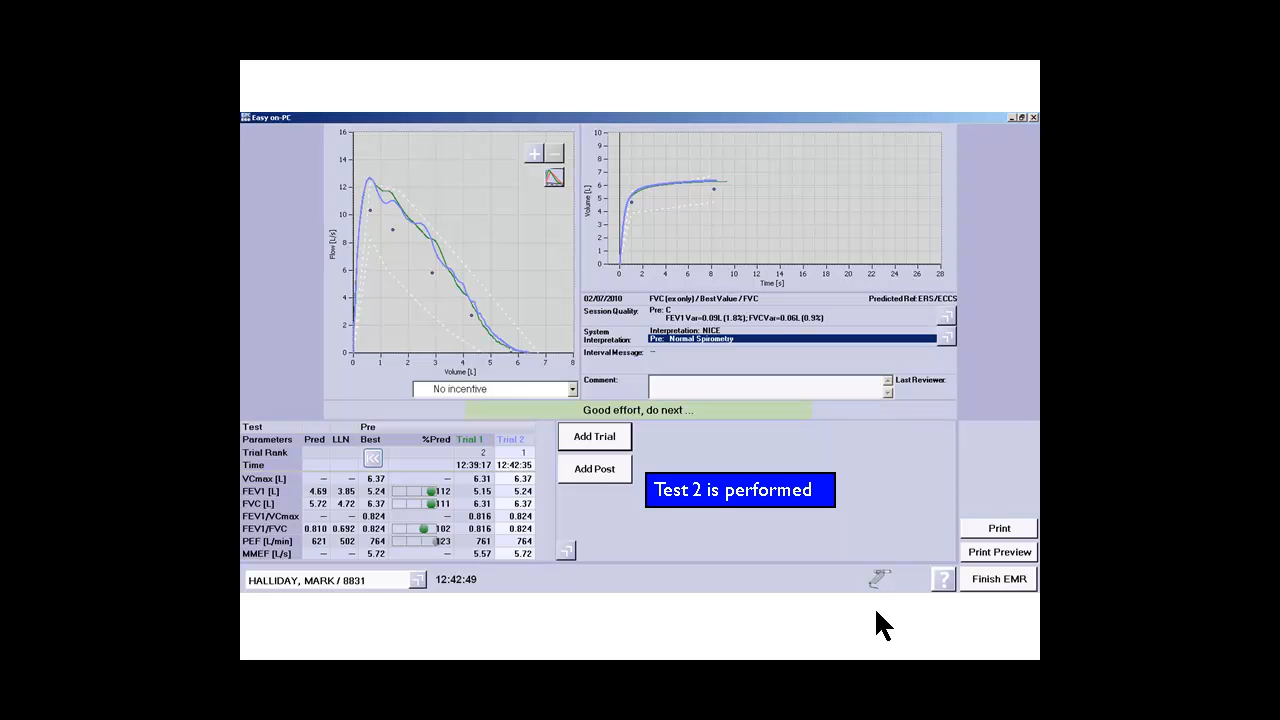 Easy on-PC
16
14
12
10
8
6
4
2
0
Flow [L/s]
0 1 2 3 4 5 6 7 8
Volume [L]
No incentive
10
9
8
7
6
5
4
3
2
1
0
Volume [L]
0 2 4 6 8 10 12 14 16 18 20 22 24 26 28
Time [s]
02/07/2010 FVC (ex only) / Best Value / FVC Predicted Ref: ERS/ECCS
Session Quality: Pre: C
FEV1 Var=0.09L (1.8%); FVC Var=0.06L (0.9%)
System Interpretation: Interpretation: NICE
Pre: Normal Spirometry
Interval Message: --
Comment: Last Reviewer:
Good effort, do next ...
Test Pre
Parameters Pred LLN Best %Pred Trial 1 Trial 2
Trial Rank 2 1
Time 12:39:17 12:42:35
VCmax [L] -- -- 6.37 -- 6.31 6.37
FEV1 [L] 4.69 3.85 5.24 112 5.15 5.24
FVC [L] 5.72 4.72 6.37 111 6.31 6.37
FEV1/VCmax -- -- 0.824 -- 0.816 0.824
FEV1/FVC 0.810 0.692 0.824 102 0.816 0.824
PEF [L/min] 621 502 764 123 761 764
MMEF [L/s] -- -- 5.72 -- 5.57 5.72
Add Trial
Add Post
Test 2 is performed
Print
Print Preview
Finish EMR
HALLIDAY, MARK / 8831
12:42:49
?